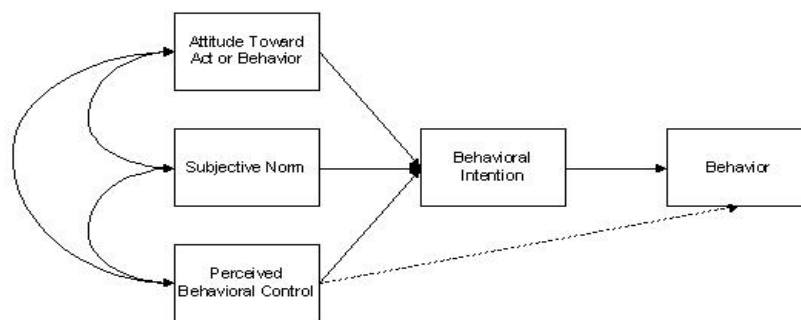 Attitude Toward
Act or Behavior
Subjective Norm
Behavioral
Intention
Behavior
Perceived
Behavioral Control